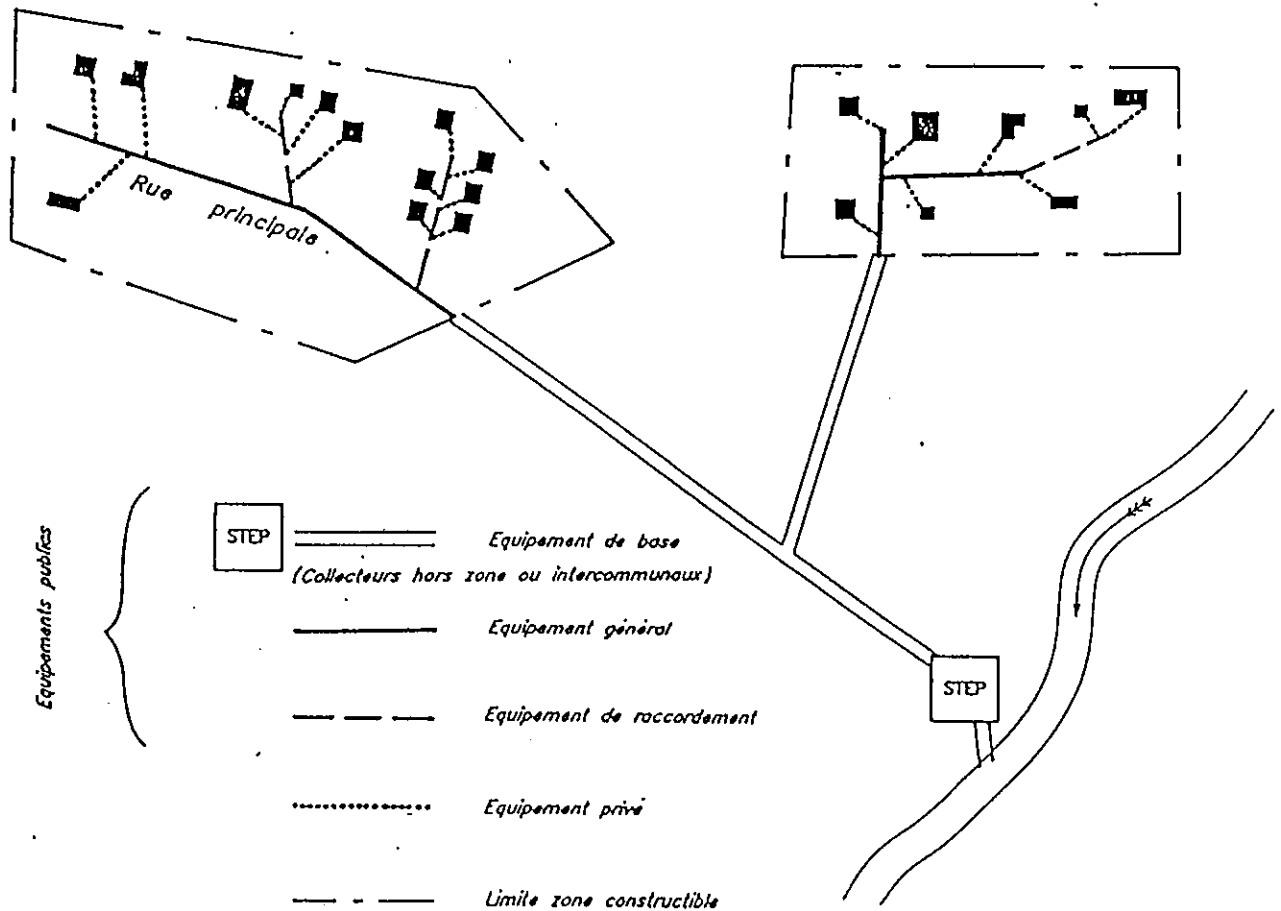 Rue principale
Equipements publics
STEP
Equipement de base
(Collecteurs hors zone ou intercommunaux)
Equipement général
Equipement de raccordement
Equipement privé
Limite zone constructible
STEP